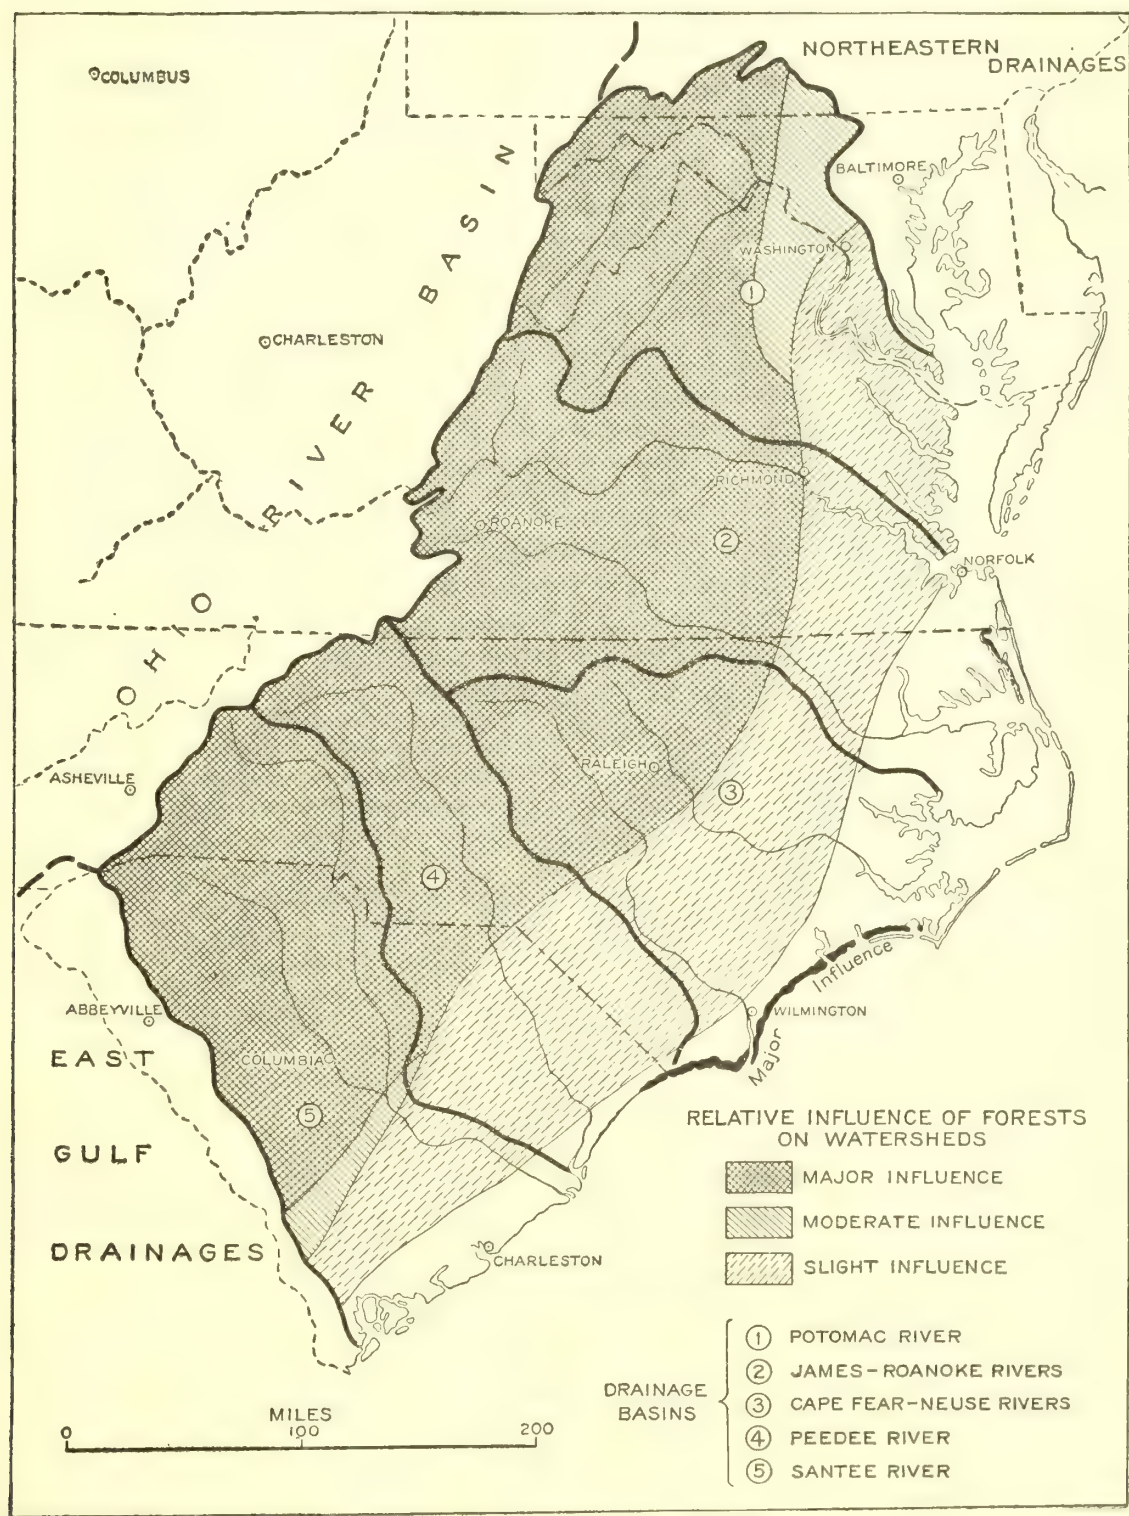 NORTHEASTERN
DRAINAGES
COLUMBUS
BALTIMORE
WASHINGTON
1
CHARLESTON
OHIO RIVER BASIN
RICHMOND
ROANOKE
2
NORFOLK
ASHEVILLE
RALEIGH
3
4
Major Influence
ABBEYVILLE
WILMINGTON
COLUMBIA
5
EAST
GULF
DRAINAGES
CHARLESTON
RELATIVE INFLUENCE OF FORESTS
ON WATERSHEDS
MAJOR INFLUENCE
MODERATE INFLUENCE
SLIGHT INFLUENCE
DRAINAGE
BASINS
1 POTOMAC RIVER
2 JAMES-ROANOKE RIVERS
3 CAPE FEAR-NEUSE RIVERS
4 PEEDEE RIVER
5 SANTEE RIVER
MILES
0 100 200